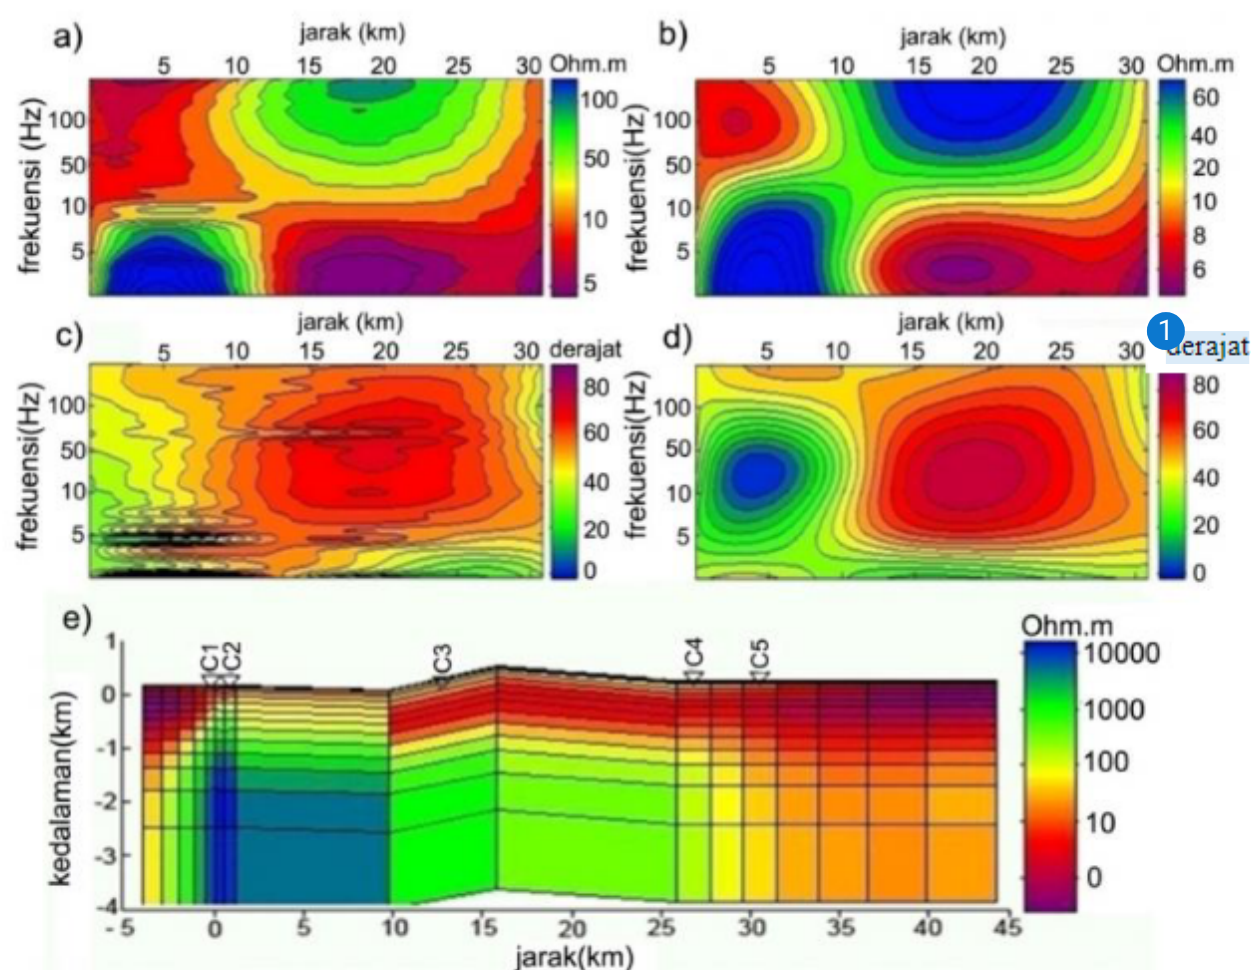 a)
jarak (km)
5 10 15 20 25 30 Ohm.m
frekuensi (Hz)
100
50
10
5
100
50
10
5
b)
jarak (km)
5 10 15 20 25 30 Ohm.m
frekuensi(Hz)
100
50
10
5
60
40
20
10
8
6
c)
jarak (km)
5 10 15 20 25 30 derajat
frekuensi(Hz)
100
50
10
5
80
60
40
20
0
d)
jarak (km)
5 10 15 20 25 30
1
derajat
frekuensi(Hz)
100
50
10
5
80
60
40
20
0
e)
C1 C2 C3 C4 C5
Ohm.m
kedalaman(km)
1
0
-1
-2
-3
-4
10000
1000
100
10
0
-5 0 5 10 15 20 25 30 35 40 45
jarak(km)